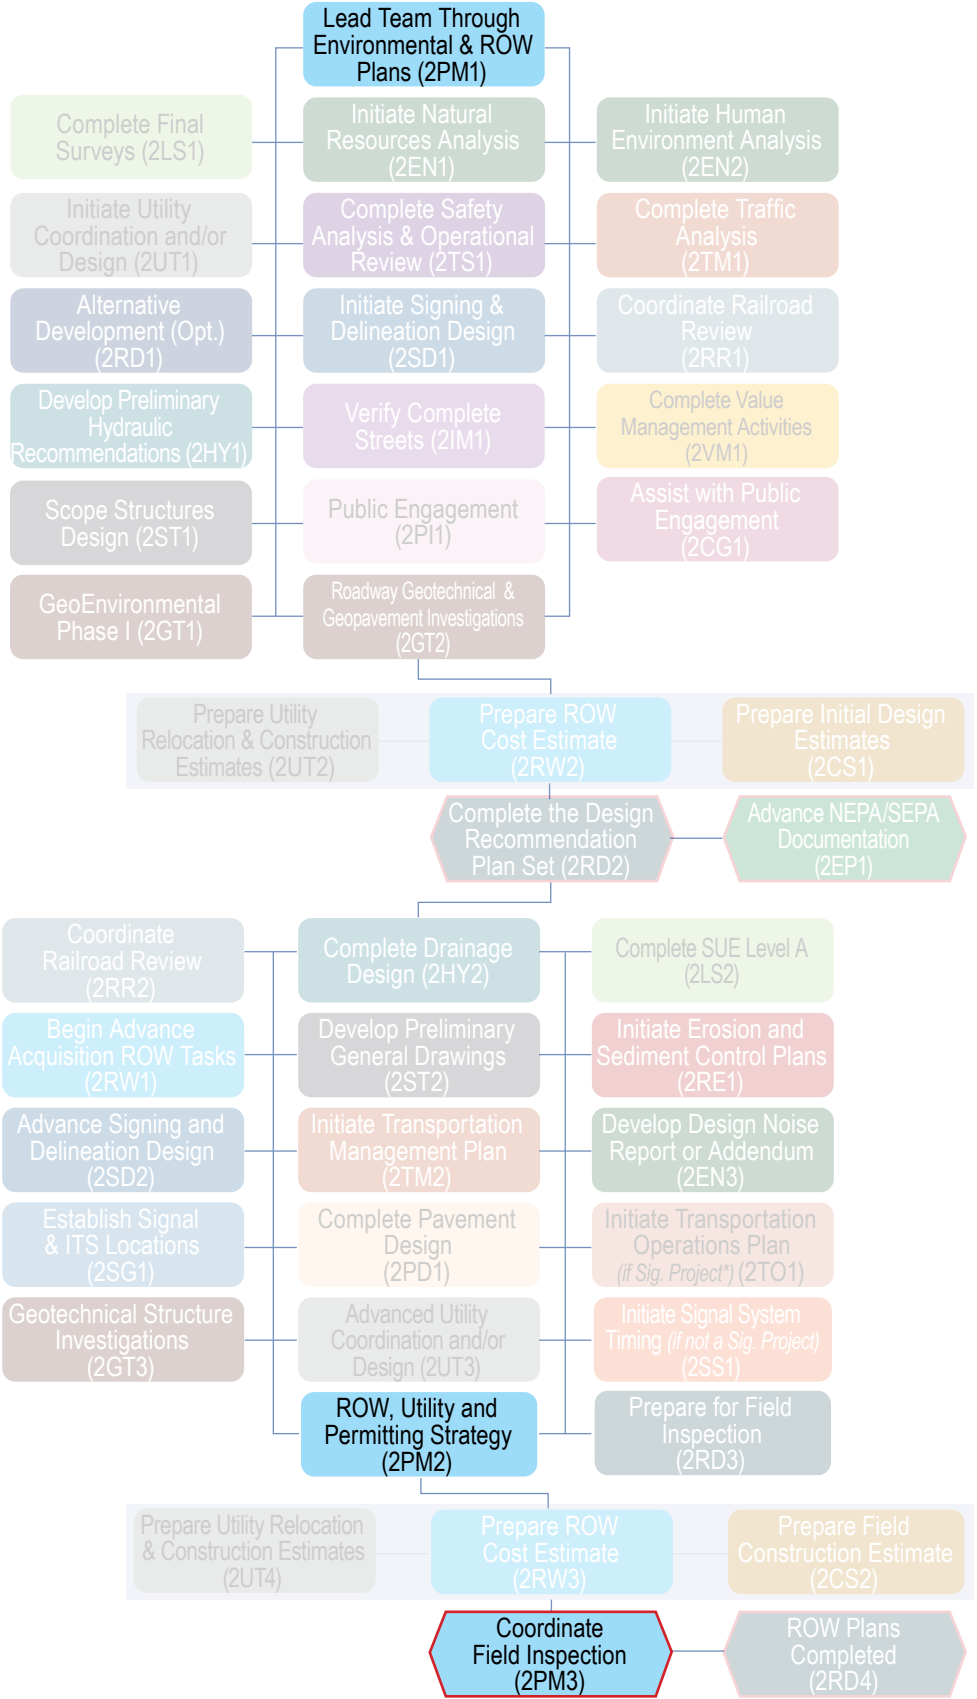 Lead Team Through
Environmental & ROW
Plans (2PM1)
Complete Final
Surveys (2LS1)
Initiate Natural
Resources Analysis
(2EN1)
Initiate Human
Environment Analysis
(2EN2)
Initiate Utility
Coordination and/or
Design (2UT1)
Complete Safety
Analysis & Operational
Review (2TS1)
Complete Traffic
Analysis
(2TM1)
Alternative
Development (Opt.)
(2RD1)
Initiate Signing &
Delineation Design
(2SD1)
Coordinate Railroad
Review
(2RR1)
Develop Preliminary
Hydraulic
Recommendations (2HY1)
Verify Complete
Streets (2IM1)
Complete Value
Management Activities
(2VM1)
Scope Structures
Design (2ST1)
Public Engagement
(2PI1)
Assist with Public
Engagement
(2CG1)
GeoEnvironmental
Phase I (2GT1)
Roadway Geotechnical &
Geopavement Investigations
(2GT2)
Prepare Utility
Relocation & Construction
Estimates (2UT2)
Prepare ROW
Cost Estimate
(2RW2)
Prepare Initial Design
Estimates
(2CS1)
Complete the Design
Recommendation
Plan Set (2RD2)
Advance NEPA/SEPA
Documentation
(2EP1)
Coordinate
Railroad Review
(2RR2)
Complete Drainage
Design (2HY2)
Complete SUE Level A
(2LS2)
Begin Advance
Acquisition ROW Tasks
(2RW1)
Develop Preliminary
General Drawings
(2ST2)
Initiate Erosion and
Sediment Control Plans
(2RE1)
Advance Signing and
Delineation Design
(2SD2)
Initiate Transportation
Management Plan
(2TM2)
Develop Design Noise
Report or Addendum
(2EN3)
Establish Signal
& ITS Locations
(2SG1)
Complete Pavement
Design
(2PD1)
Initiate Transportation
Operations Plan
(if Sig. Project*) (2TO1)
Geotechnical Structure
Investigations
(2GT3)
Advanced Utility
Coordination and/or
Design (2UT3)
Initiate Signal System
Timing (if not a Sig. Project)
(2SS1)
ROW, Utility and
Permitting Strategy
(2PM2)
Prepare for Field
Inspection
(2RD3)
Prepare Utility Relocation
& Construction Estimates
(2UT4)
Prepare ROW
Cost Estimate
(2RW3)
Prepare Field
Construction Estimate
(2CS2)
Coordinate
Field Inspection
(2PM3)
ROW Plans
Completed
(2RD4)